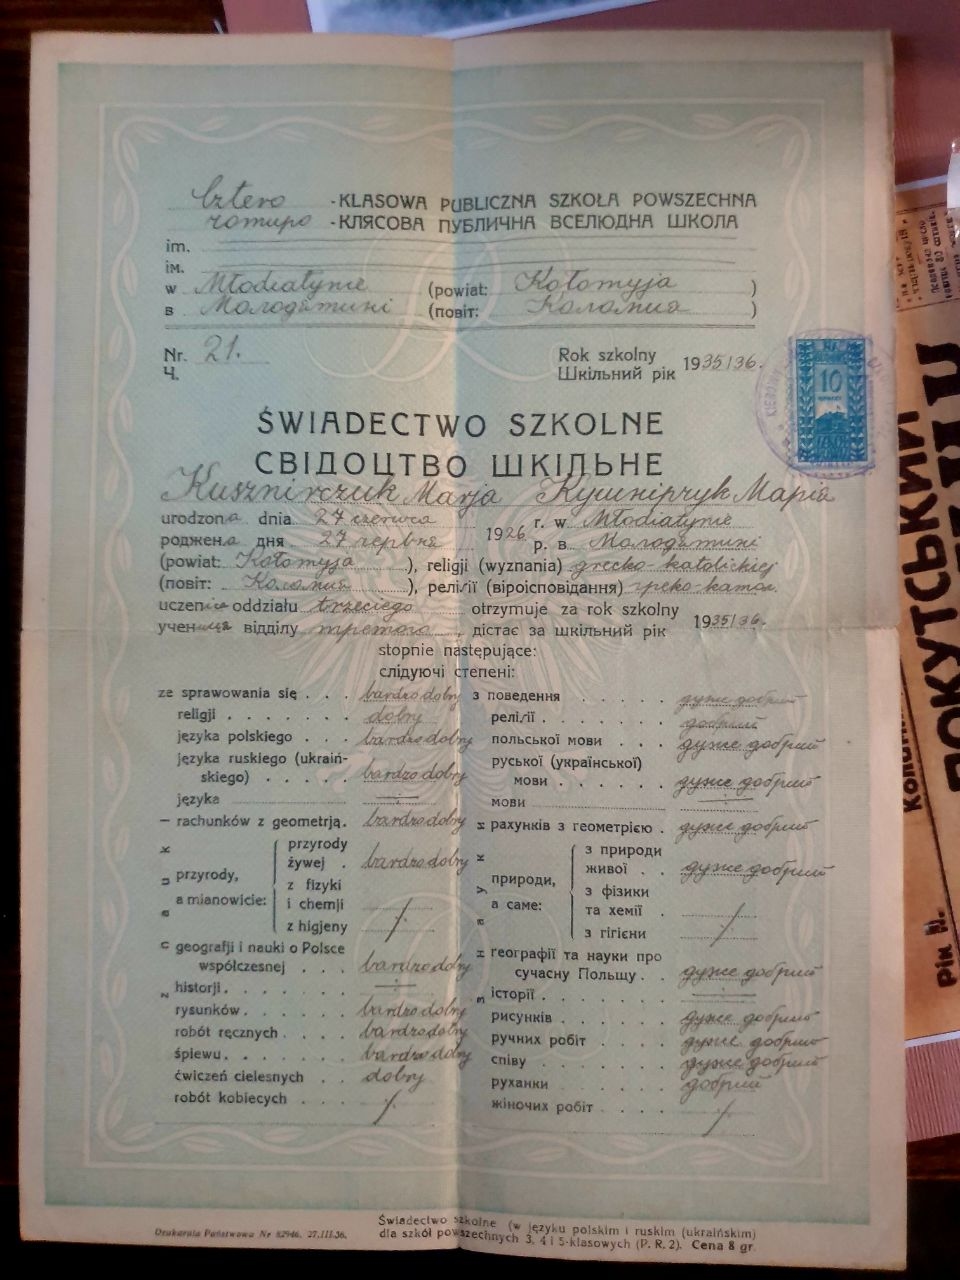 Cztero -KLASOWA PUBLICZNA SZKOŁA POWSZECHNA
чотиро -КЛЯСОВА ПУБЛИЧНА ВСЕЛЮДНА ШКОЛА
im.
ім.
w Młodiatynie (powiat: Kołomyja )
в Молодятині (повіт: Коломия )
Nr. 21. Rok szkolny 1935/36.
Ч. Шкільний рік
NA
10
ŚWIADECTWO SZKOLNE
СВІДОЦТВО ШКІЛЬНЕ
Kusznirczuk Marja Кушнірчук Марія
urodzona dnia 27 czerwca 1926 r. w Młodiatynie
роджена дня 27 червня р. в Молодятині
(powiat: Kołomyja ), religji (wyznania) grecko-katolickiej
(повіт: Коломия ), релігії (віроісповідання) греко-катол.
uczenica oddziału trzeciego otrzymuje za rok szkolny 1935/36.
учениця відділу третого, дістає за шкільний рік
stopnie następujące:
слідуючі степені:
ze sprawowania się . . . bardzo dobry з поведення . . . . . . дуже добрий
religji . . . . . . . dobry релігії . . . . . . . добрий
języka polskiego . . . bardzo dobry польської мови . . . дуже добрий
języka ruskiego (ukraiń- руської (української)
skiego) . . . . . bardzo dobry мови . . . . . . дуже добрий
języka мови
— rachunków z geometrją. bardzo dobry и рахунків з геометрією . дуже добрий
przyrody, a mianowicie: przyrody żywej . bardzo dobry природи, а саме: з природи живої . . дуже добрий
z fizyki i chemji з фізики та хемії .
z higjeny з гігієни
geografji i nauki o Polsce географії та науки про
współczesnej . . . bardzo dobry сучасну Польщу . . дуже добрий
historji. . . . . . . історії . . . . . . .
rysunków. . . . . . bardzo dobry рисунків . . . . . . дуже добрий
robót ręcznych . . . bardzo dobry ручних робіт . . . . дуже добрий
śpiewu. . . . . . . bardzo dobry співу . . . . . . . дуже добрий
ćwiczeń cielesnych . . dobry руханки . . . . . . добрий
robót kobiecych . . . жіночих робіт . . . .
Drukarnia Państwowa Nr 82946. 27.III.36.
Świadectwo szkolne (w języku polskim i ruskim (ukraińskim)
dla szkół powszechnych 3, 4 i 5-klasowych (P. R. 2). Cena 8 gr.
ПОКУТСЬКИЙ
Рік II.